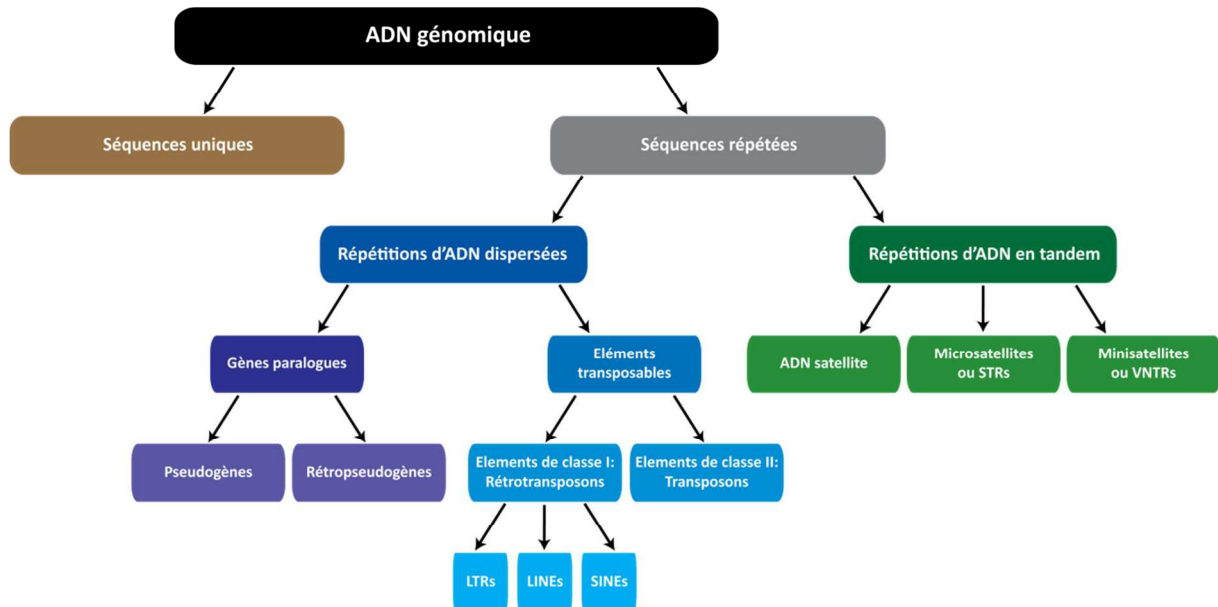 ADN génomique
Séquences uniques
Séquences répétées
Répétitions d’ADN dispersées
Répétitions d’ADN en tandem
Gènes paralogues
Eléments
transposables
ADN satellite
Microsatellites
ou STRs
Minisatellites
ou VNTRs
Pseudogènes
Rétropseudogènes
Elements de classe I:
Rétrotransposons
Elements de classe II:
Transposons
LTRs
LINEs
SINEs